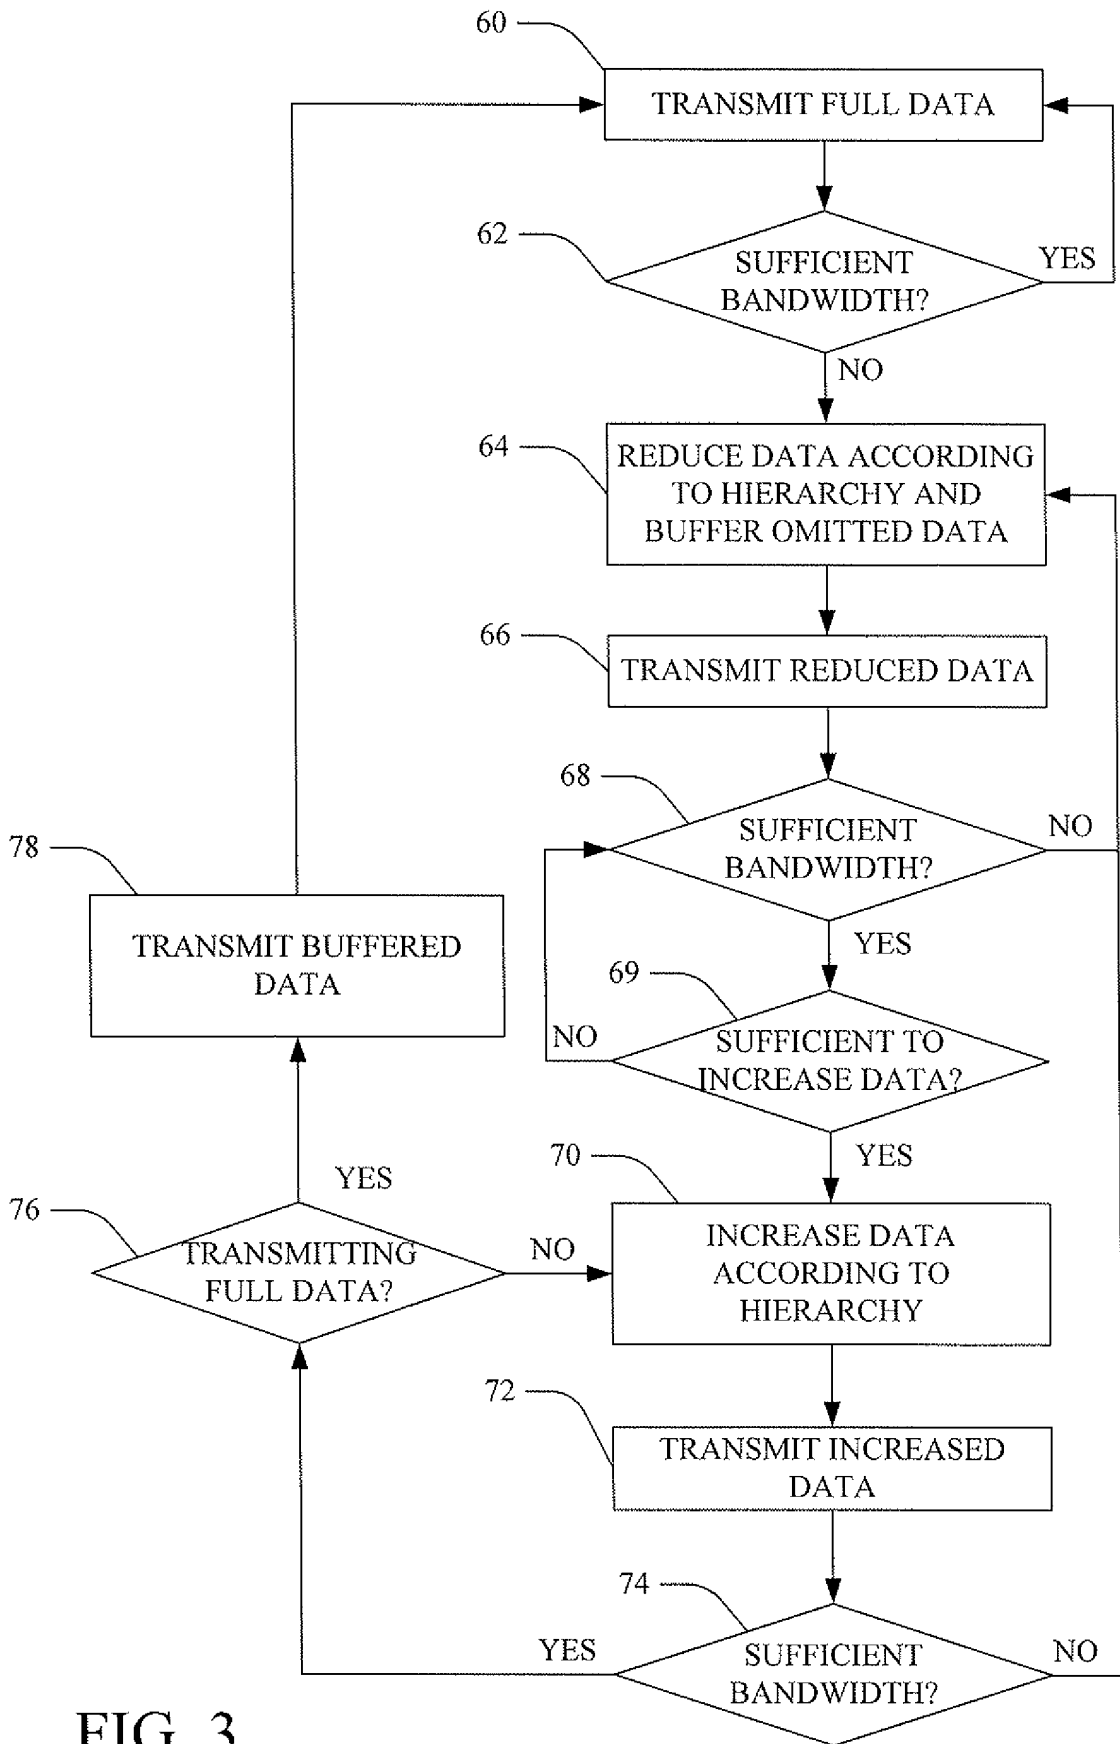 60
TRANSMIT FULL DATA
62
SUFFICIENT
BANDWIDTH?
YES
NO
64
REDUCE DATA ACCORDING
TO HIERARCHY AND
BUFFER OMITTED DATA
66
TRANSMIT REDUCED DATA
68
SUFFICIENT
BANDWIDTH?
NO
YES
78
TRANSMIT BUFFERED
DATA
69
SUFFICIENT TO
INCREASE DATA?
NO
YES
70
INCREASE DATA
ACCORDING TO
HIERARCHY
76
TRANSMITTING
FULL DATA?
YES
NO
72
TRANSMIT INCREASED
DATA
74
SUFFICIENT
BANDWIDTH?
YES
NO
FIG. 3